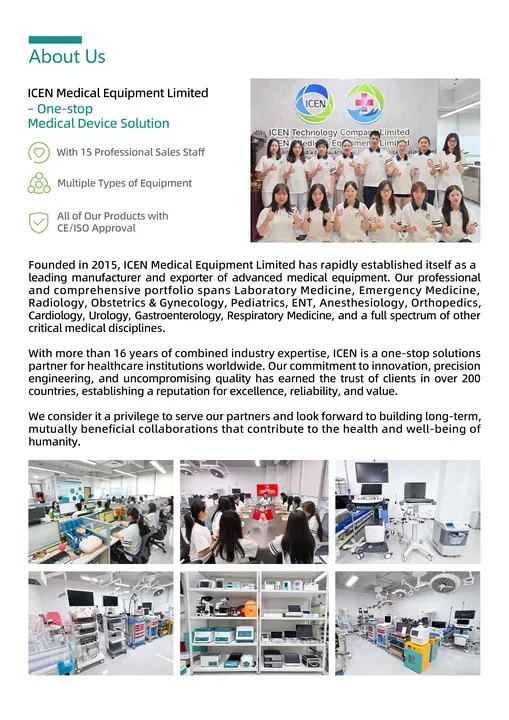 About Us
ICEN Medical Equipment Limited
- One-stop
Medical Device Solution
With 15 Professional Sales Staff
Multiple Types of Equipment
All of Our Products with
CE/ISO Approval
ICEN
ICEN Technology Company Limited
Founded in 2015, ICEN Medical Equipment Limited has rapidly established itself as a
leading manufacturer and exporter of advanced medical equipment. Our professional
and comprehensive portfolio spans Laboratory Medicine, Emergency Medicine,
Radiology, Obstetrics & Gynecology, Pediatrics, ENT, Anesthesiology, Orthopedics,
Cardiology, Urology, Gastroenterology, Respiratory Medicine, and a full spectrum of other
critical medical disciplines.
With more than 16 years of combined industry expertise, ICEN is a one-stop solutions
partner for healthcare institutions worldwide. Our commitment to innovation, precision
engineering, and uncompromising quality has earned the trust of clients in over 200
countries, establishing a reputation for excellence, reliability, and value.
We consider it a privilege to serve our partners and look forward to building long-term,
mutually beneficial collaborations that contribute to the health and well-being of
humanity.